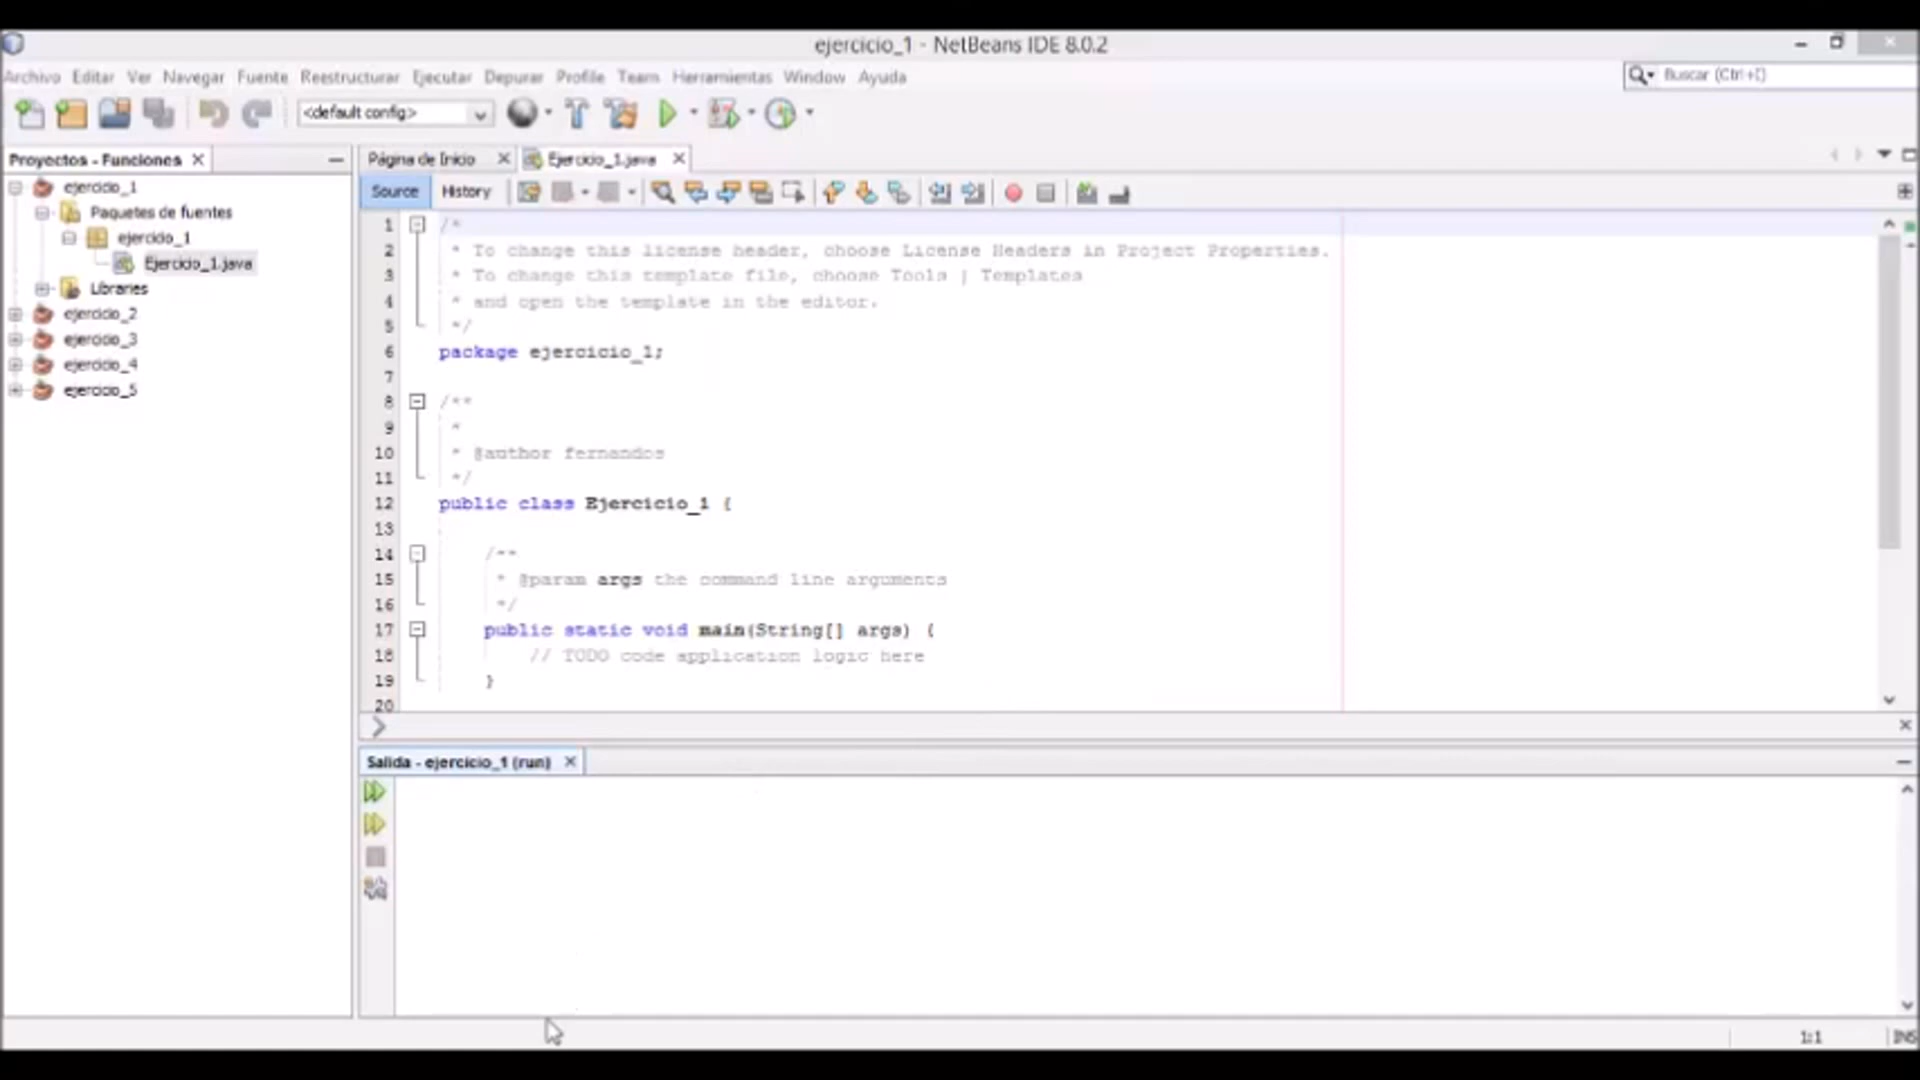 ejercicio_1 - NetBeans IDE 8.0.2
Archivo Editar Ver Navegar Fuente Reestructurar Ejecutar Depurar Profile Team Herramientas Window Ayuda
Buscar (Ctrl+I)
<default config>
Proyectos - Funciones
ejercicio_1
Paquetes de fuentes
ejercicio_1
Ejercicio_1.java
Libraries
ejercicio_2
ejercicio_3
ejercicio_4
ejercicio_5
Página de Inicio
Ejercicio_1.java
Source
History
1 /*
2 * To change this license header, choose License Headers in Project Properties.
3 * To change this template file, choose Tools | Templates
4 * and open the template in the editor.
5 */
6 package ejercicio_1;
7
8 /**
9 *
10 * @author fernandos
11 */
12 public class Ejercicio_1 {
13
14 /**
15 * @param args the command line arguments
16 */
17 public static void main(String[] args) {
18 // TODO code application logic here
19 }
20
Salida - ejercicio_1 (run)
1:1
INS